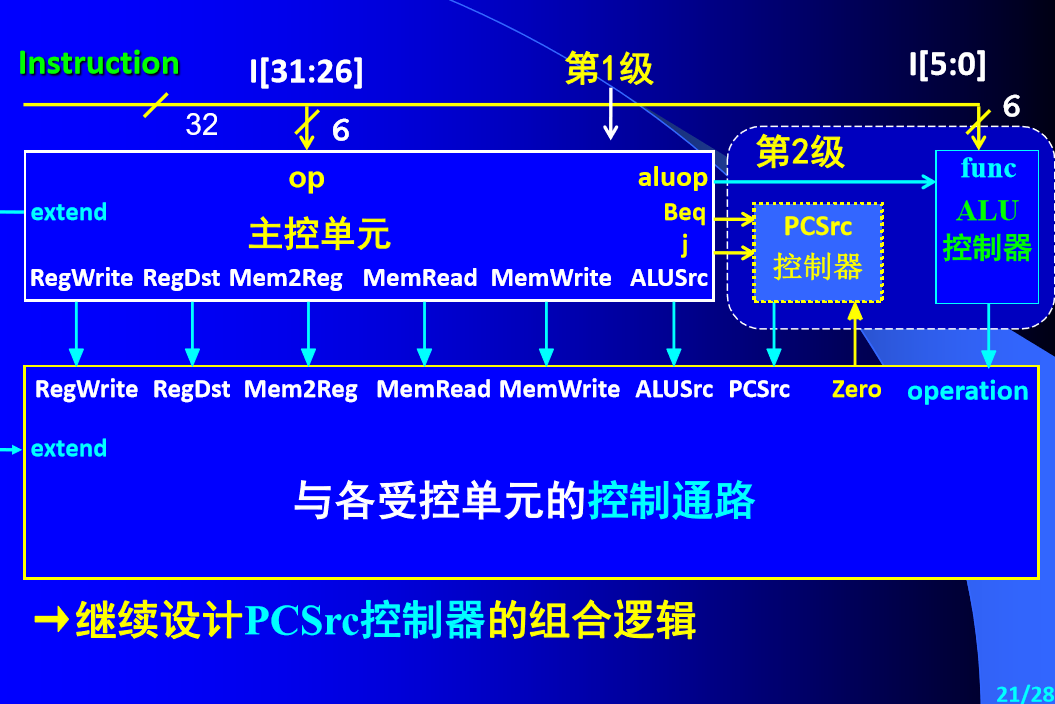 Instruction
I[31:26]
第1级
I[5:0]
32
6
6
第2级
op
aluop
func
extend
主控单元
Beq
j
PCSrc
控制器
ALU
控制器
RegWrite RegDst Mem2Reg MemRead MemWrite ALUSrc
RegWrite RegDst Mem2Reg MemRead MemWrite ALUSrc PCSrc Zero operation
extend
与各受控单元的控制通路
→继续设计PCSrc控制器的组合逻辑
21/28